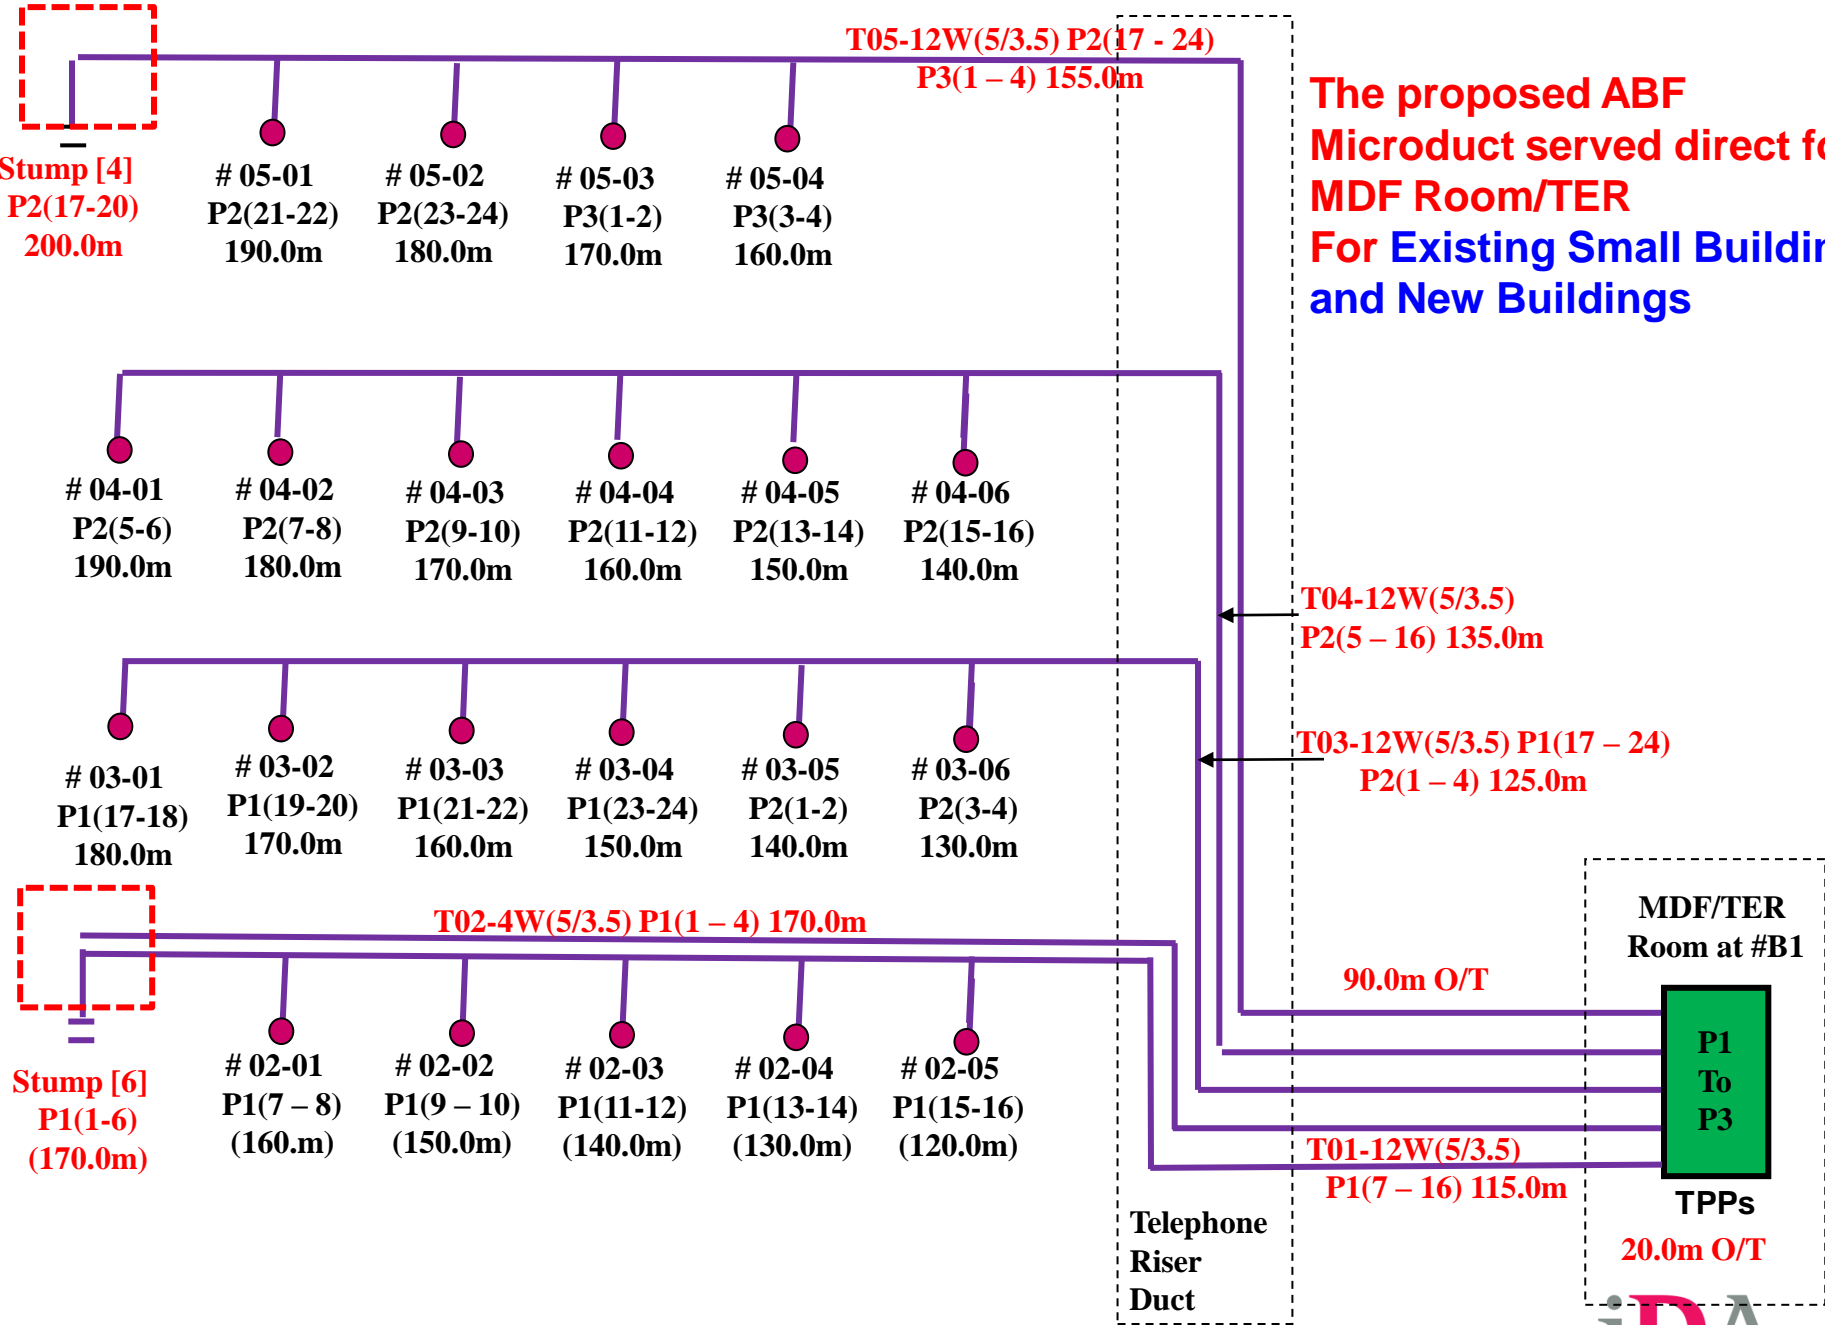 T05-12W(5/3.5) P2(17 - 24)
P3(1 – 4) 155.0m
The proposed ABF
Microduct served direct fo
MDF Room/TER
For Existing Small Buildin
and New Buildings
Stump [4]
P2(17-20)
200.0m
# 05-01
P2(21-22)
190.0m
# 05-02
P2(23-24)
180.0m
# 05-03
P3(1-2)
170.0m
# 05-04
P3(3-4)
160.0m
# 04-01
P2(5-6)
190.0m
# 04-02
P2(7-8)
180.0m
# 04-03
P2(9-10)
170.0m
# 04-04
P2(11-12)
160.0m
# 04-05
P2(13-14)
150.0m
# 04-06
P2(15-16)
140.0m
T04-12W(5/3.5)
P2(5 – 16) 135.0m
T03-12W(5/3.5) P1(17 – 24)
P2(1 – 4) 125.0m
# 03-01
P1(17-18)
180.0m
# 03-02
P1(19-20)
170.0m
# 03-03
P1(21-22)
160.0m
# 03-04
P1(23-24)
150.0m
# 03-05
P2(1-2)
140.0m
# 03-06
P2(3-4)
130.0m
T02-4W(5/3.5) P1(1 – 4) 170.0m
Stump [6]
P1(1-6)
(170.0m)
# 02-01
P1(7 – 8)
(160.m)
# 02-02
P1(9 – 10)
(150.0m)
# 02-03
P1(11-12)
(140.0m)
# 02-04
P1(13-14)
(130.0m)
# 02-05
P1(15-16)
(120.0m)
MDF/TER
Room at #B1
90.0m O/T
P1
To
P3
T01-12W(5/3.5)
P1(7 – 16) 115.0m
TPPs
20.0m O/T
Telephone
Riser
Duct
iDA